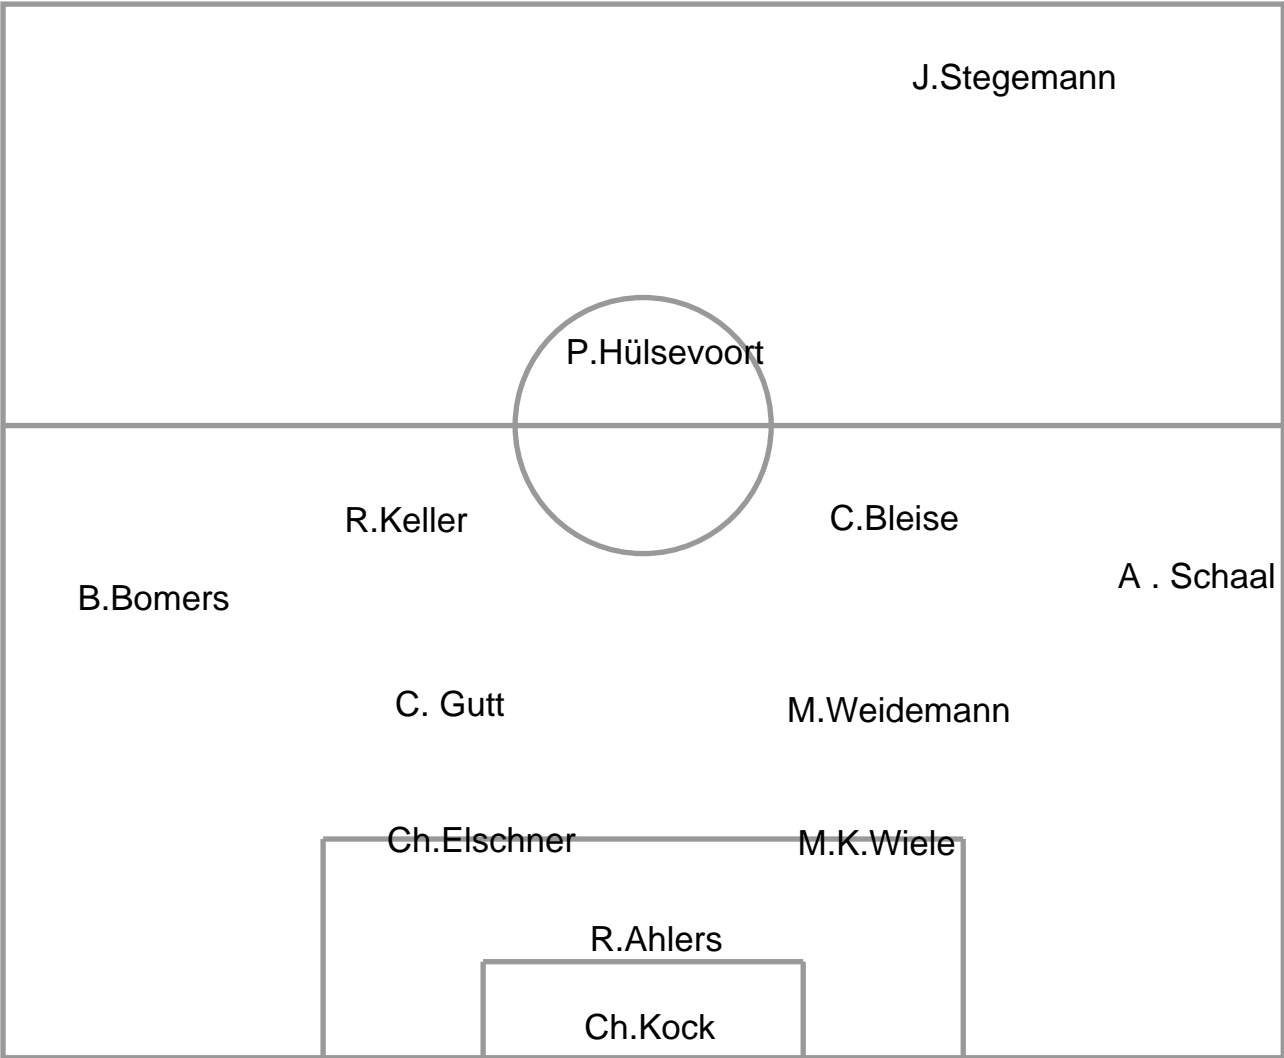 J.Stegemann
P.Hülsevoort
R.Keller
C.Bleise
A . Schaal
B.Bomers
C. Gutt
M.Weidemann
Ch.Elschner
M.K.Wiele
R.Ahlers
Ch.Kock